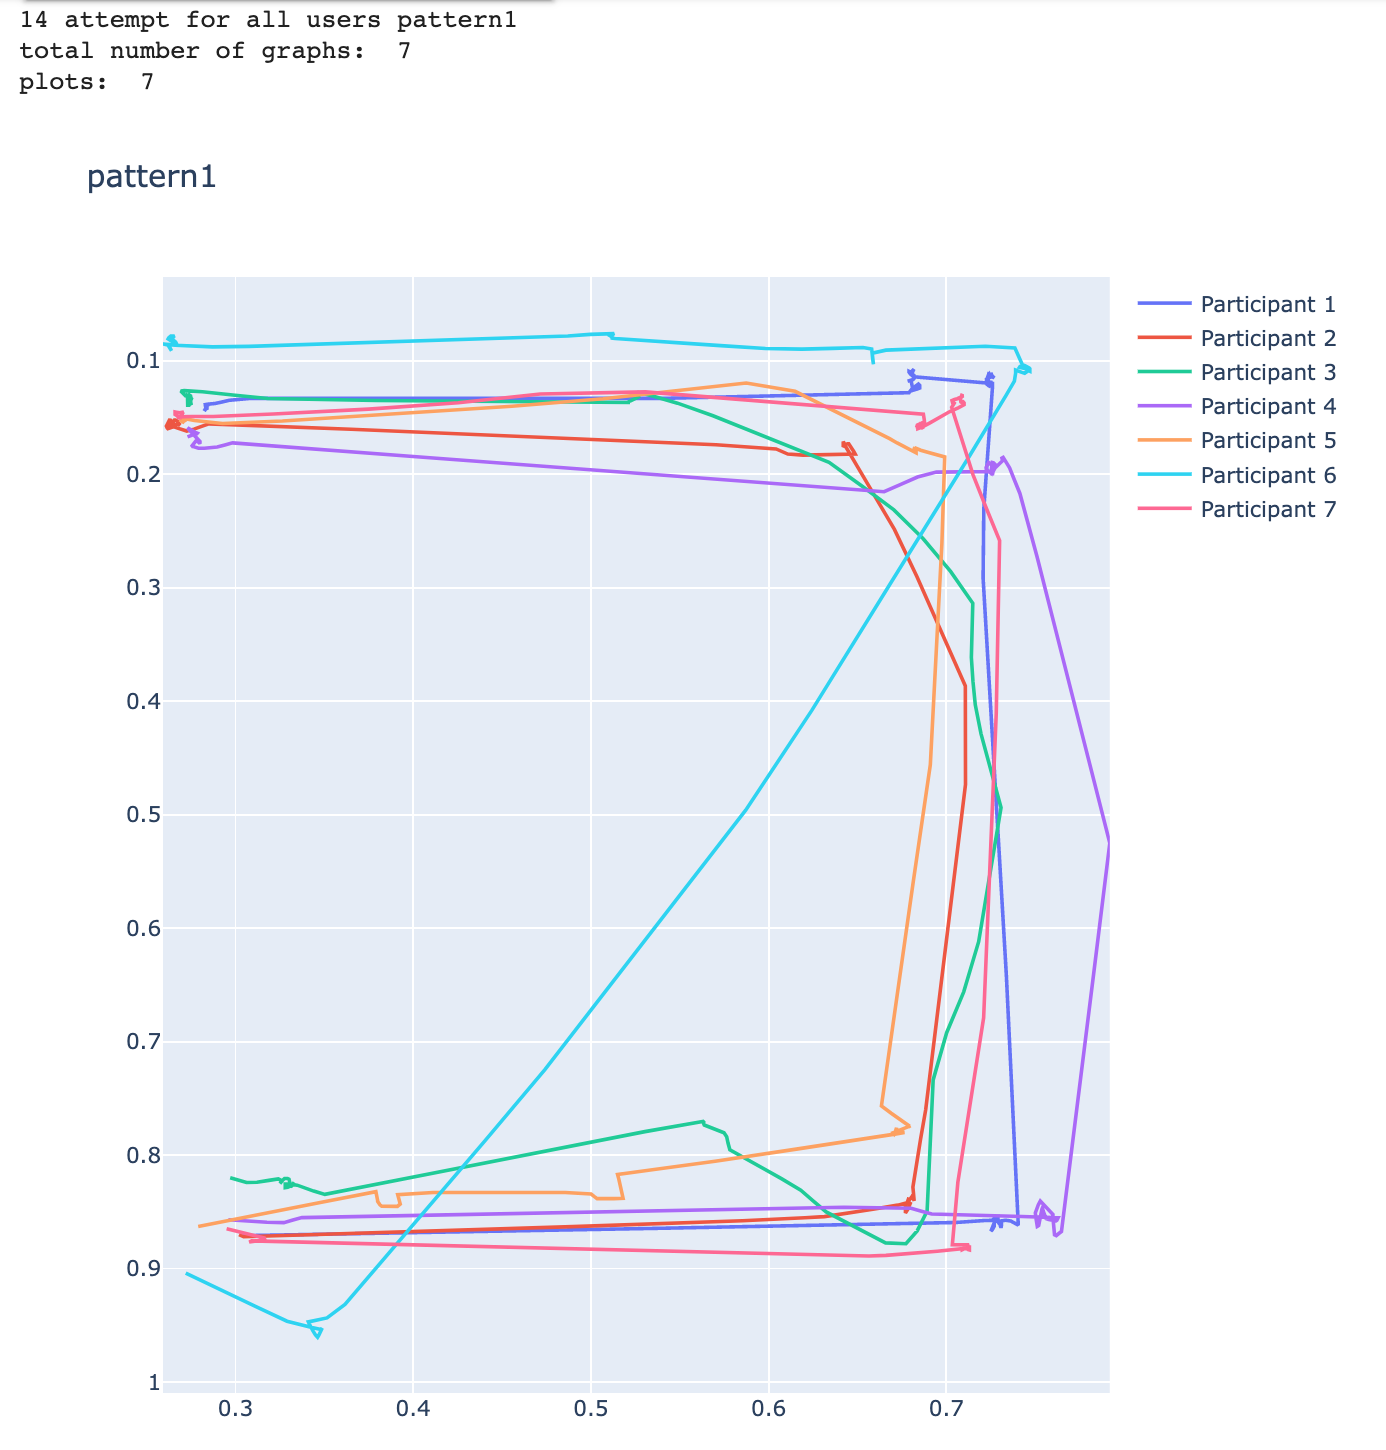 14 attempt for all users pattern1
total number of graphs:  7
plots:  7
pattern1
Participant 1
Participant 2
Participant 3
Participant 4
Participant 5
Participant 6
Participant 7
0.1
0.2
0.3
0.4
0.5
0.6
0.7
0.8
0.9
1
0.3
0.4
0.5
0.6
0.7